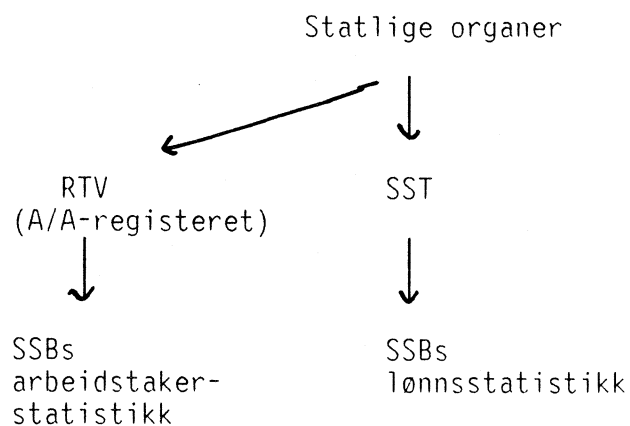 Statlige organer
RTV
(A/A-registeret)
SST
SSBs
arbeidstaker-
statistikk
SSBs
lønnsstatistikk